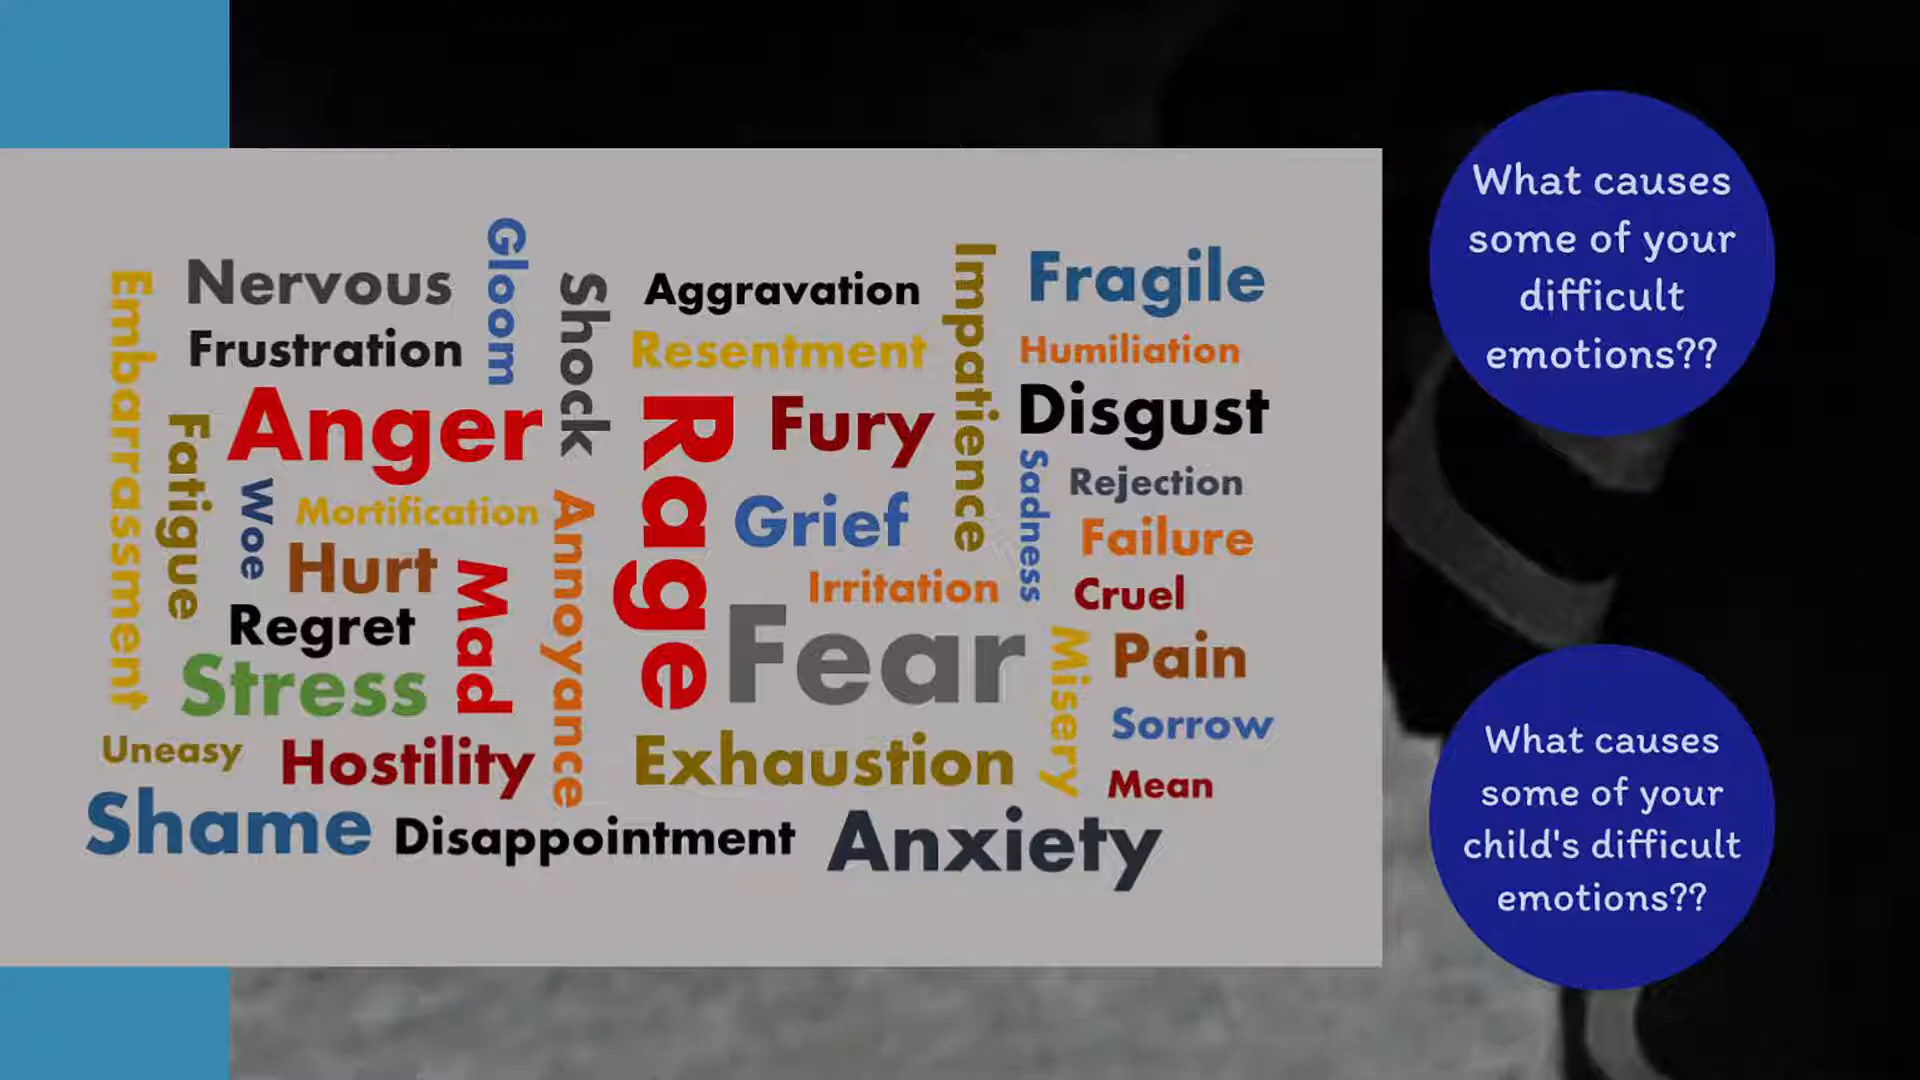 Embarrassment
Nervous
Gloom
Shock
Aggravation
Impatience
Fragile
Frustration
Resentment
Humiliation
Anger
Rage
Fury
Disgust
Fatigue
Woe
Mortification
Annoyance
Grief
Sadness
Rejection
Failure
Hurt
Mad
Irritation
Cruel
Regret
Fear
Misery
Pain
Stress
Sorrow
Uneasy
Hostility
Exhaustion
Mean
Shame
Disappointment
Anxiety
What causes
some of your
difficult
emotions??
What causes
some of your
child's difficult
emotions??